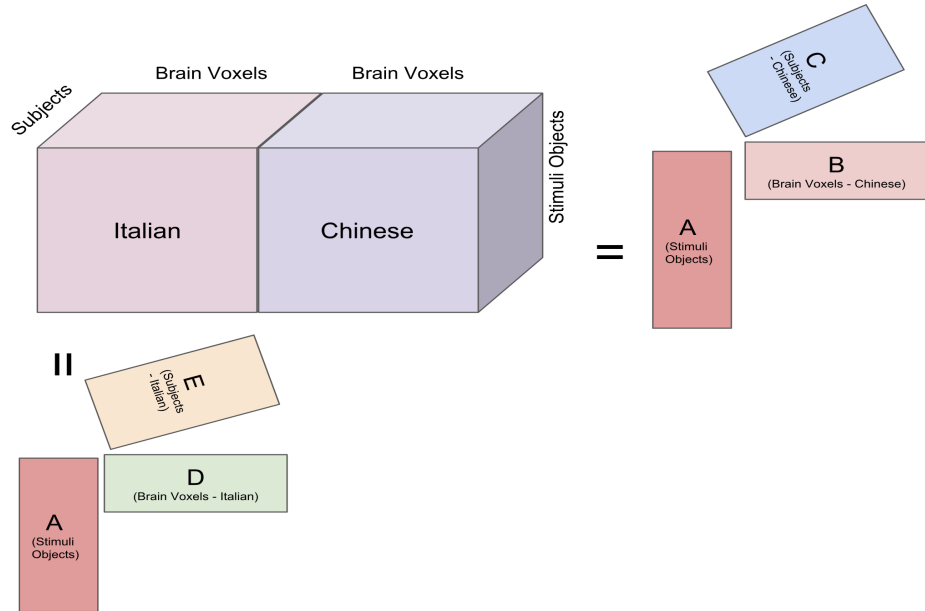 Brain Voxels
Brain Voxels
Subjects
Stimuli Objects
Italian
Chinese
=
C
(Subjects
- Chinese)
B
(Brain Voxels - Chinese)
A
(Stimuli
Objects)
=
E
(Subjects
- Italian)
D
(Brain Voxels - Italian)
A
(Stimuli
Objects)